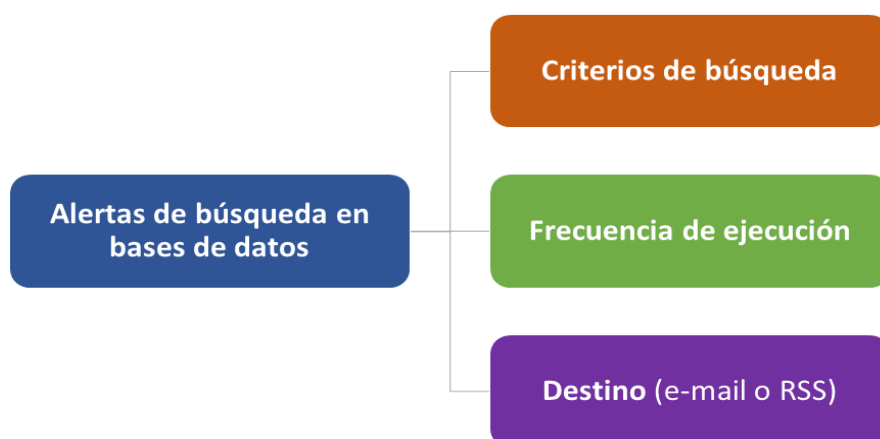 Criterios de búsqueda
Alertas de búsqueda en
bases de datos
Frecuencia de ejecución
Destino (e-mail o RSS)